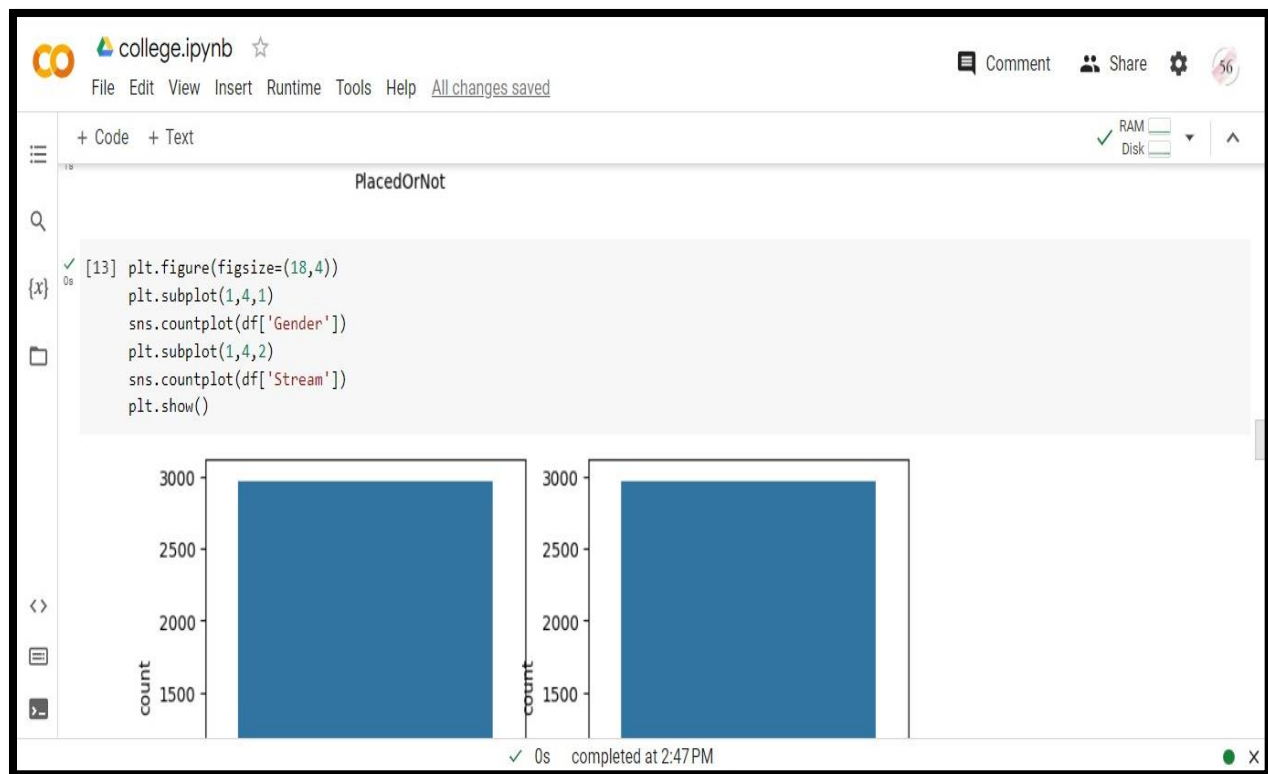 CO college.ipynb
Comment Share 56
File Edit View Insert Runtime Tools Help All changes saved
+ Code + Text
RAM
Disk
1s
PlacedOrNot
{x}
0s
[13] plt.figure(figsize=(18,4))
plt.subplot(1,4,1)
sns.countplot(df['Gender'])
plt.subplot(1,4,2)
sns.countplot(df['Stream'])
plt.show()
3000 3000
2500 2500
2000 2000
1500 1500
count count
0s completed at 2:47 PM X